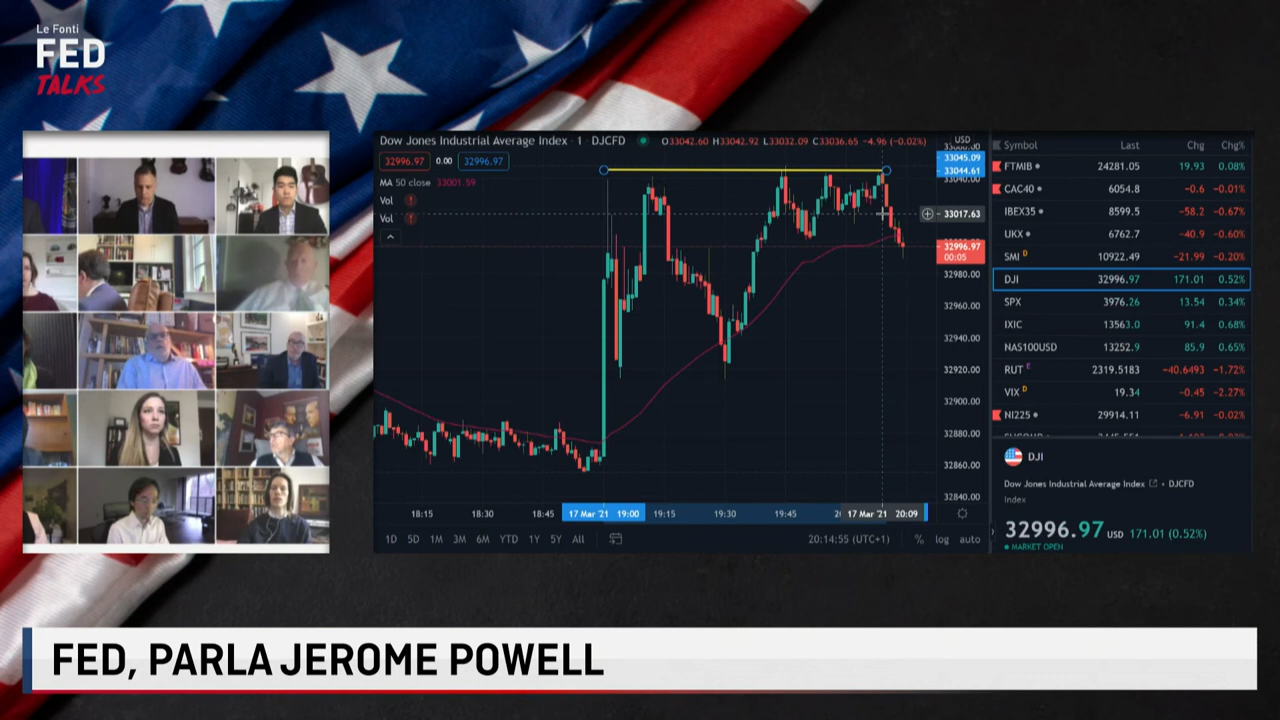 Le Fonti
FED
TALKS
Dow Jones Industrial Average Index · 1 · DJCFD O33042.60 H33042.92 L33032.09 C33036.65 −4.96 (−0.02%)
32996.97 0.00 32996.97
MA 50 close 33001.59
Vol
Vol
USD
33045.09
33044.61
33040.00
33017.63
32996.97
00:05
32980.00
32960.00
32940.00
32920.00
32900.00
32880.00
32860.00
32840.00
18:15 18:30 18:45 17 Mar '21 19:00 19:15 19:30 19:45 17 Mar '21 20:09
1D 5D 1M 3M 6M YTD 1Y 5Y All 20:14:55 (UTC+1) % log auto
Symbol Last Chg Chg%
FTMIB 24281.05 19.93 0.08%
CAC40 6054.8 −0.6 −0.01%
IBEX35 8599.5 −58.2 −0.67%
UKX 6762.7 −40.9 −0.60%
SMI D 10922.49 −21.99 −0.20%
DJI 32996.97 171.01 0.52%
SPX 3976.26 13.54 0.34%
IXIC 13563.0 91.4 0.68%
NAS100USD 13252.9 85.9 0.65%
RUT E 2319.5183 −40.6493 −1.72%
VIX D 19.34 −0.45 −2.27%
NI225 29914.11 −6.91 −0.02%
DJI
Dow Jones Industrial Average Index • DJCFD
Index
32996.97 USD 171.01 (0.52%)
MARKET OPEN
FED, PARLA JEROME POWELL